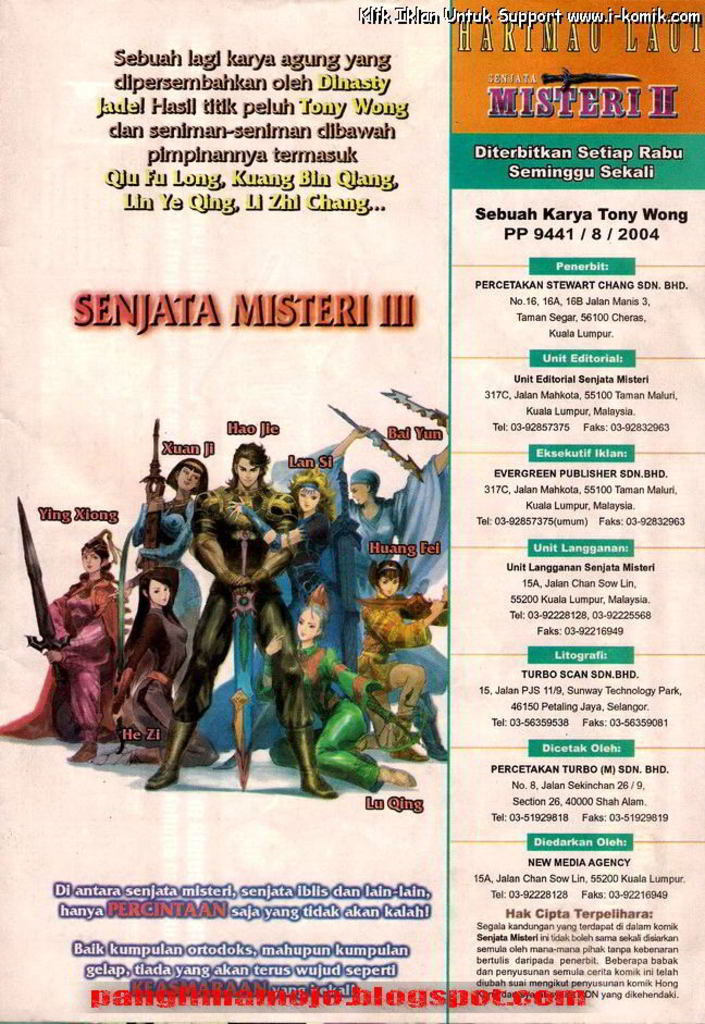 Klik Iklan Untuk Support www.i-komik.com
Sebuah lagi karya agung yang
dipersembahkan oleh Dinasty
Jade! Hasil titik peluh Tony Wong
dan seniman-seniman dibawah
pimpinannya termasuk
Qiu Fu Long, Kuang Bin Qiang,
Lin Ye Qing, Li Zhi Chang...
SENJATA MISTERI III
Hao Jie
Bai Yun
Xuan Ji
Lan Si
Ying Xiong
Huang Fei
He Zi
Lu Qing
Di antara senjata misteri, senjata iblis dan lain-lain,
hanya PERCINTAAN saja yang tidak akan kalah!
Baik kumpulan ortodoks, mahupun kumpulan
gelap, tiada yang akan terus wujud seperti
KEASMARAAN yang kekal!
panglimamojo.blogspot.com
HARIMAU LAUT
SENJATA
MISTERI II
Diterbitkan Setiap Rabu
Seminggu Sekali
Sebuah Karya Tony Wong
PP 9441 / 8 / 2004
Penerbit:
PERCETAKAN STEWART CHANG SDN. BHD.
No.16, 16A, 16B Jalan Manis 3,
Taman Segar, 56100 Cheras,
Kuala Lumpur.
Unit Editorial:
Unit Editorial Senjata Misteri
317C, Jalan Mahkota, 55100 Taman Maluri,
Kuala Lumpur, Malaysia.
Tel: 03-92857375 Faks: 03-92832963
Eksekutif Iklan:
EVERGREEN PUBLISHER SDN.BHD.
317C, Jalan Mahkota, 55100 Taman Maluri,
Kuala Lumpur, Malaysia.
Tel: 03-92857375(umum) Faks: 03-92832963
Unit Langganan:
Unit Langganan Senjata Misteri
15A, Jalan Chan Sow Lin,
55200 Kuala Lumpur, Malaysia.
Tel: 03-92228128, 03-92225568
Faks: 03-92216949
Litografi:
TURBO SCAN SDN.BHD.
15, Jalan PJS 11/9, Sunway Technology Park,
46150 Petaling Jaya, Selangor.
Tel: 03-56359538 Faks: 03-56359081
Dicetak Oleh:
PERCETAKAN TURBO (M) SDN. BHD.
No. 8, Jalan Sekinchan 26 / 9,
Section 26, 40000 Shah Alam.
Tel: 03-51929818 Faks: 03-51929819
Diedarkan Oleh:
NEW MEDIA AGENCY
15A, Jalan Chan Sow Lin, 55200 Kuala Lumpur.
Tel: 03-92228128 Faks: 03-92216949
Hak Cipta Terpelihara:
Segala kandungan yang terdapat di dalam komik
Senjata Misteri ini tidak boleh sama sekali disiarkan
semula oleh mana-mana pihak tanpa kebenaran
bertulis daripada penerbit. Beberapa babak
dan penyusunan semula cerita komik ini telah
diubah suai dari penyusunan komik Hong
yang dikehendaki.